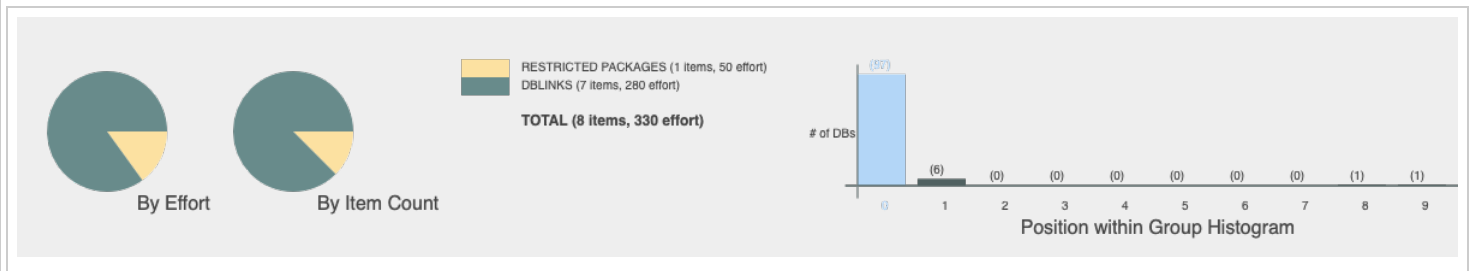 RESTRICTED PACKAGES (1 items, 50 effort)
DBLINKS (7 items, 280 effort)
TOTAL (8 items, 330 effort)
By Effort
By Item Count
(97)
# of DBs
(6) (0) (0) (0) (0) (0) (0) (1) (1)
1 2 3 4 5 6 7 8 9
Position within Group Histogram